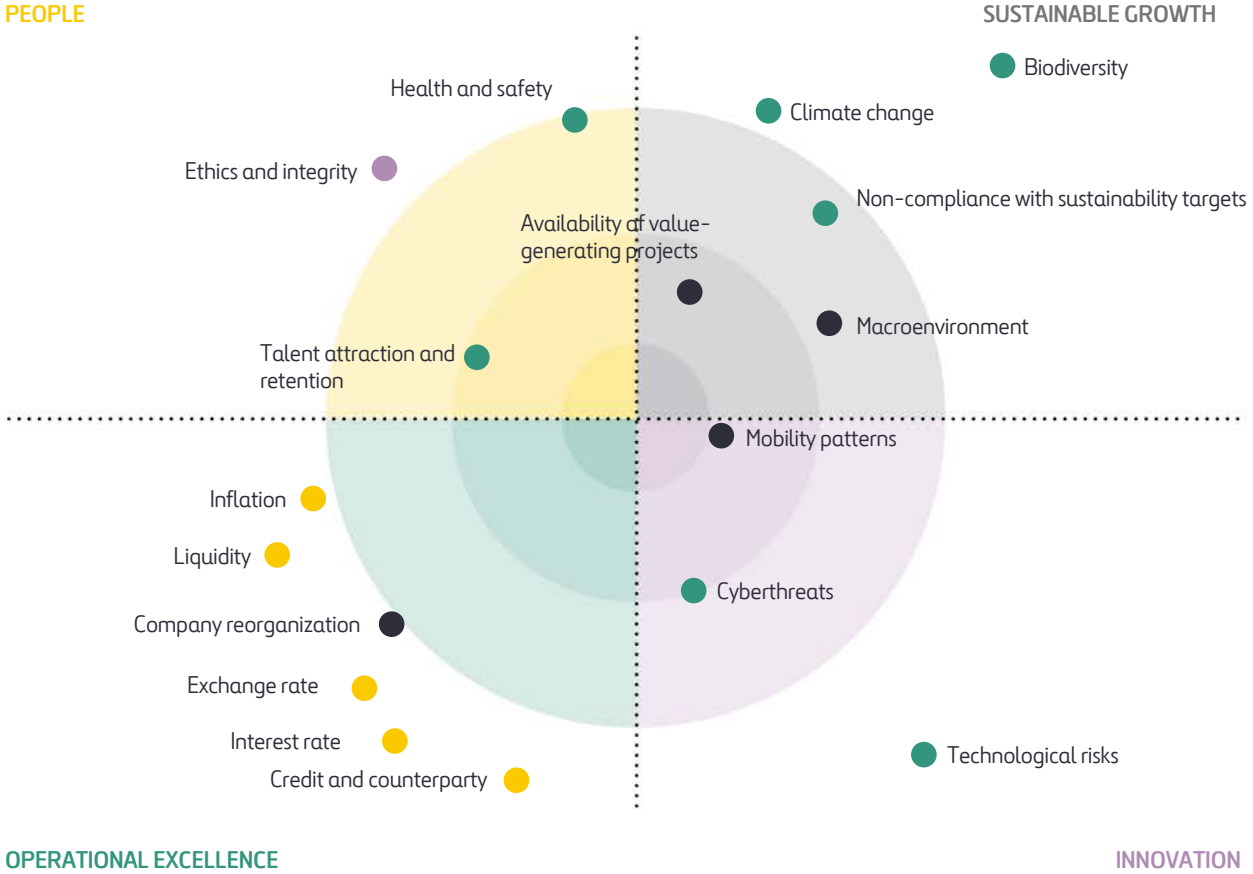 PEOPLE
SUSTAINABLE GROWTH
Biodiversity
Health and safety
Climate change
Ethics and integrity
Non-compliance with sustainability targets
Availability of value-
generating projects
Macroenvironment
Talent attraction and
retention
Mobility patterns
Inflation
Liquidity
Cyberthreats
Company reorganization
Exchange rate
Interest rate
Technological risks
Credit and counterparty
OPERATIONAL EXCELLENCE
INNOVATION